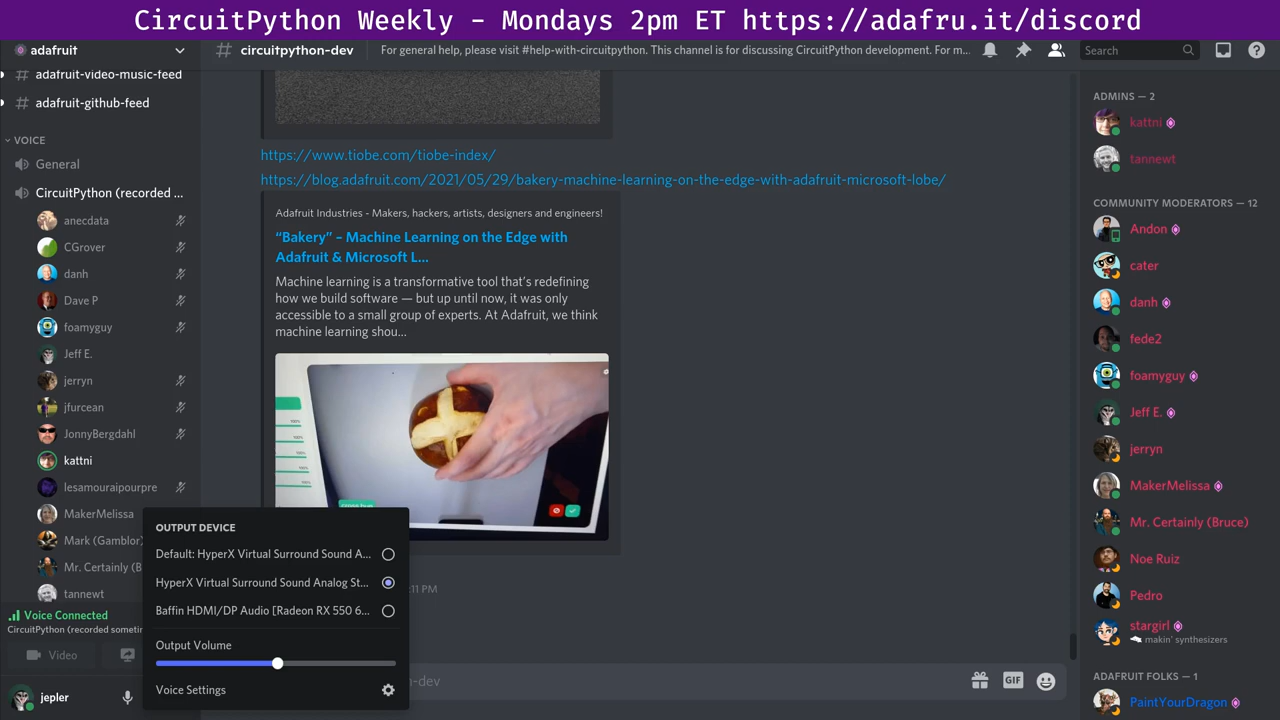 CircuitPython Weekly - Mondays 2pm ET https://adafru.it/discord
adafruit
# circuitpython-dev
For general help, please visit #help-with-circuitpython. This channel is for discussing CircuitPython development. For m...
Search
# adafruit-video-music-feed
# adafruit-github-feed
VOICE
General
CircuitPython (recorded ...
anecdata
CGrover
danh
Dave P
foamyguy
Jeff E.
jerryn
jfurcean
JonnyBergdahl
kattni
lesamouraipourpre
MakerMelissa
Mark (Gamblor)
Mr. Certainly (B
tannewt
Voice Connected
CircuitPython (recorded someti
Video
jepler
https://www.tiobe.com/tiobe-index/
https://blog.adafruit.com/2021/05/29/bakery-machine-learning-on-the-edge-with-adafruit-microsoft-lobe/
Adafruit Industries - Makers, hackers, artists, designers and engineers!
“Bakery” – Machine Learning on the Edge with
Adafruit & Microsoft L...
Machine learning is a transformative tool that’s redefining
how we build software — but up until now, it was only
accessible to a small group of experts. At Adafruit, we think
machine learning shou...
100%
100%
100%
100%
:11 PM
OUTPUT DEVICE
Default: HyperX Virtual Surround Sound A...
HyperX Virtual Surround Sound Analog St...
Baffin HDMI/DP Audio [Radeon RX 550 6...
Output Volume
Voice Settings
n-dev
GIF
ADMINS — 2
kattni
tannewt
COMMUNITY MODERATORS — 12
Andon
cater
danh
fede2
foamyguy
Jeff E.
jerryn
MakerMelissa
Mr. Certainly (Bruce)
Noe Ruiz
Pedro
stargirl
makin' synthesizers
ADAFRUIT FOLKS — 1
PaintYourDragon